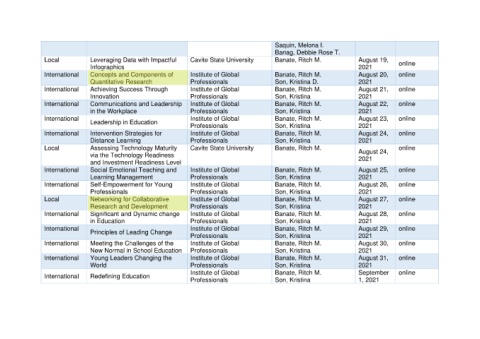 Saquin, Melona I.
Banag, Debbie Rose T.
Local Leveraging Data with Impactful Infographics Cavite State University Banate, Ritch M. August 19, 2021 online
International Concepts and Components of Quantitative Research Institute of Global Professionals Banate, Ritch M. Son, Kristina D. August 20, 2021 online
International Achieving Success Through Innovation Institute of Global Professionals Banate, Ritch M. Son, Kristina August 21, 2021 online
International Communications and Leadership in the Workplace Institute of Global Professionals Banate, Ritch M. Son, Kristina August 22, 2021 online
International Leadership in Education Institute of Global Professionals Banate, Ritch M. Son, Kristina August 23, 2021 online
International Intervention Strategies for Distance Learning Institute of Global Professionals Banate, Ritch M. Son, Kristina August 24, 2021 online
Local Assessing Technology Maturity via the Technology Readiness and Investment Readiness Level Cavite State University Banate, Ritch M. August 24, 2021 online
International Social Emotional Teaching and Learning Management Institute of Global Professionals Banate, Ritch M. Son, Kristina August 25, 2021 online
International Self-Empowerment for Young Professionals Institute of Global Professionals Banate, Ritch M. Son, Kristina August 26, 2021 online
Local Networking for Collaborative Research and Development Institute of Global Professionals Banate, Ritch M. Son, Kristina August 27, 2021 online
International Significant and Dynamic change in Education Institute of Global Professionals Banate, Ritch M. Son, Kristina August 28, 2021 online
International Principles of Leading Change Institute of Global Professionals Banate, Ritch M. Son, Kristina August 29, 2021 online
International Meeting the Challenges of the New Normal in School Education Institute of Global Professionals Banate, Ritch M. Son, Kristina August 30, 2021 online
International Young Leaders Changing the World Institute of Global Professionals Banate, Ritch M. Son, Kristina August 31, 2021 online
International Redefining Education Institute of Global Professionals Banate, Ritch M. Son, Kristina September 1, 2021 online